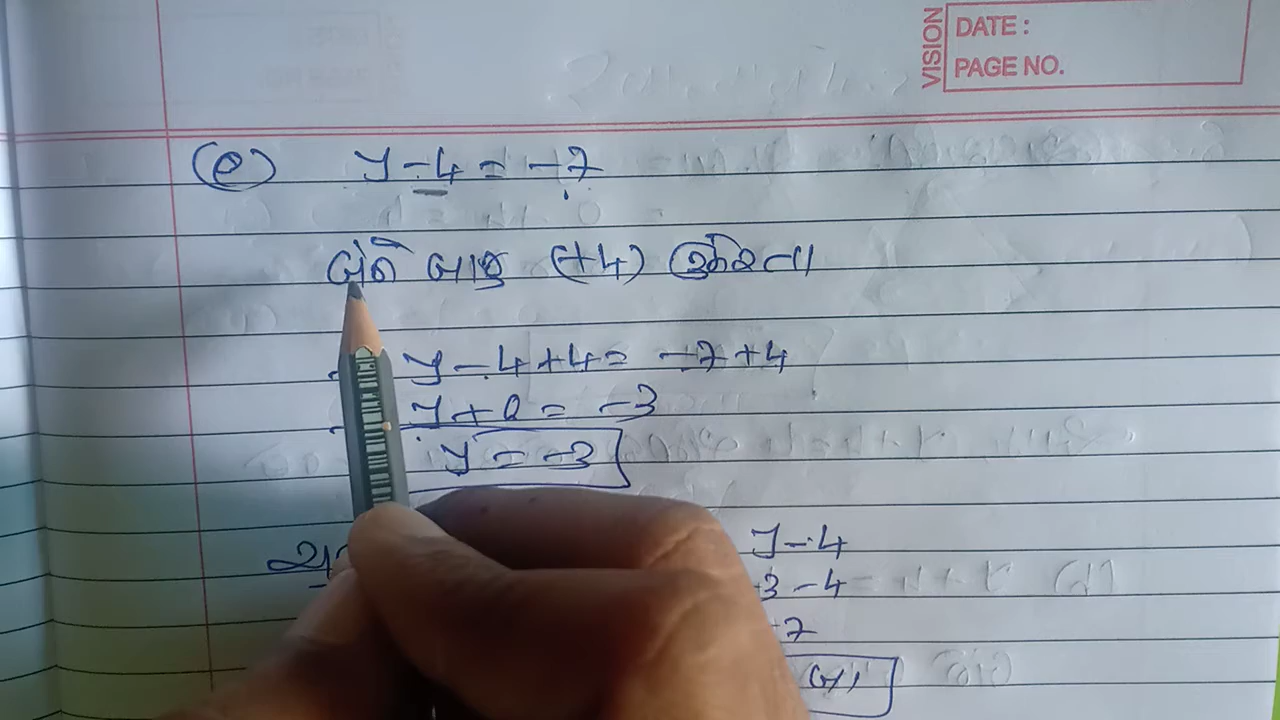 VISION
DATE :
PAGE NO.
(e) y - 4 = -7
બંને બાજુ (+4) ઉમેરતા
y - 4 + 4 = -7 + 4
y + 0 = -3
y = -3
y - 4
3 - 4
7
બા